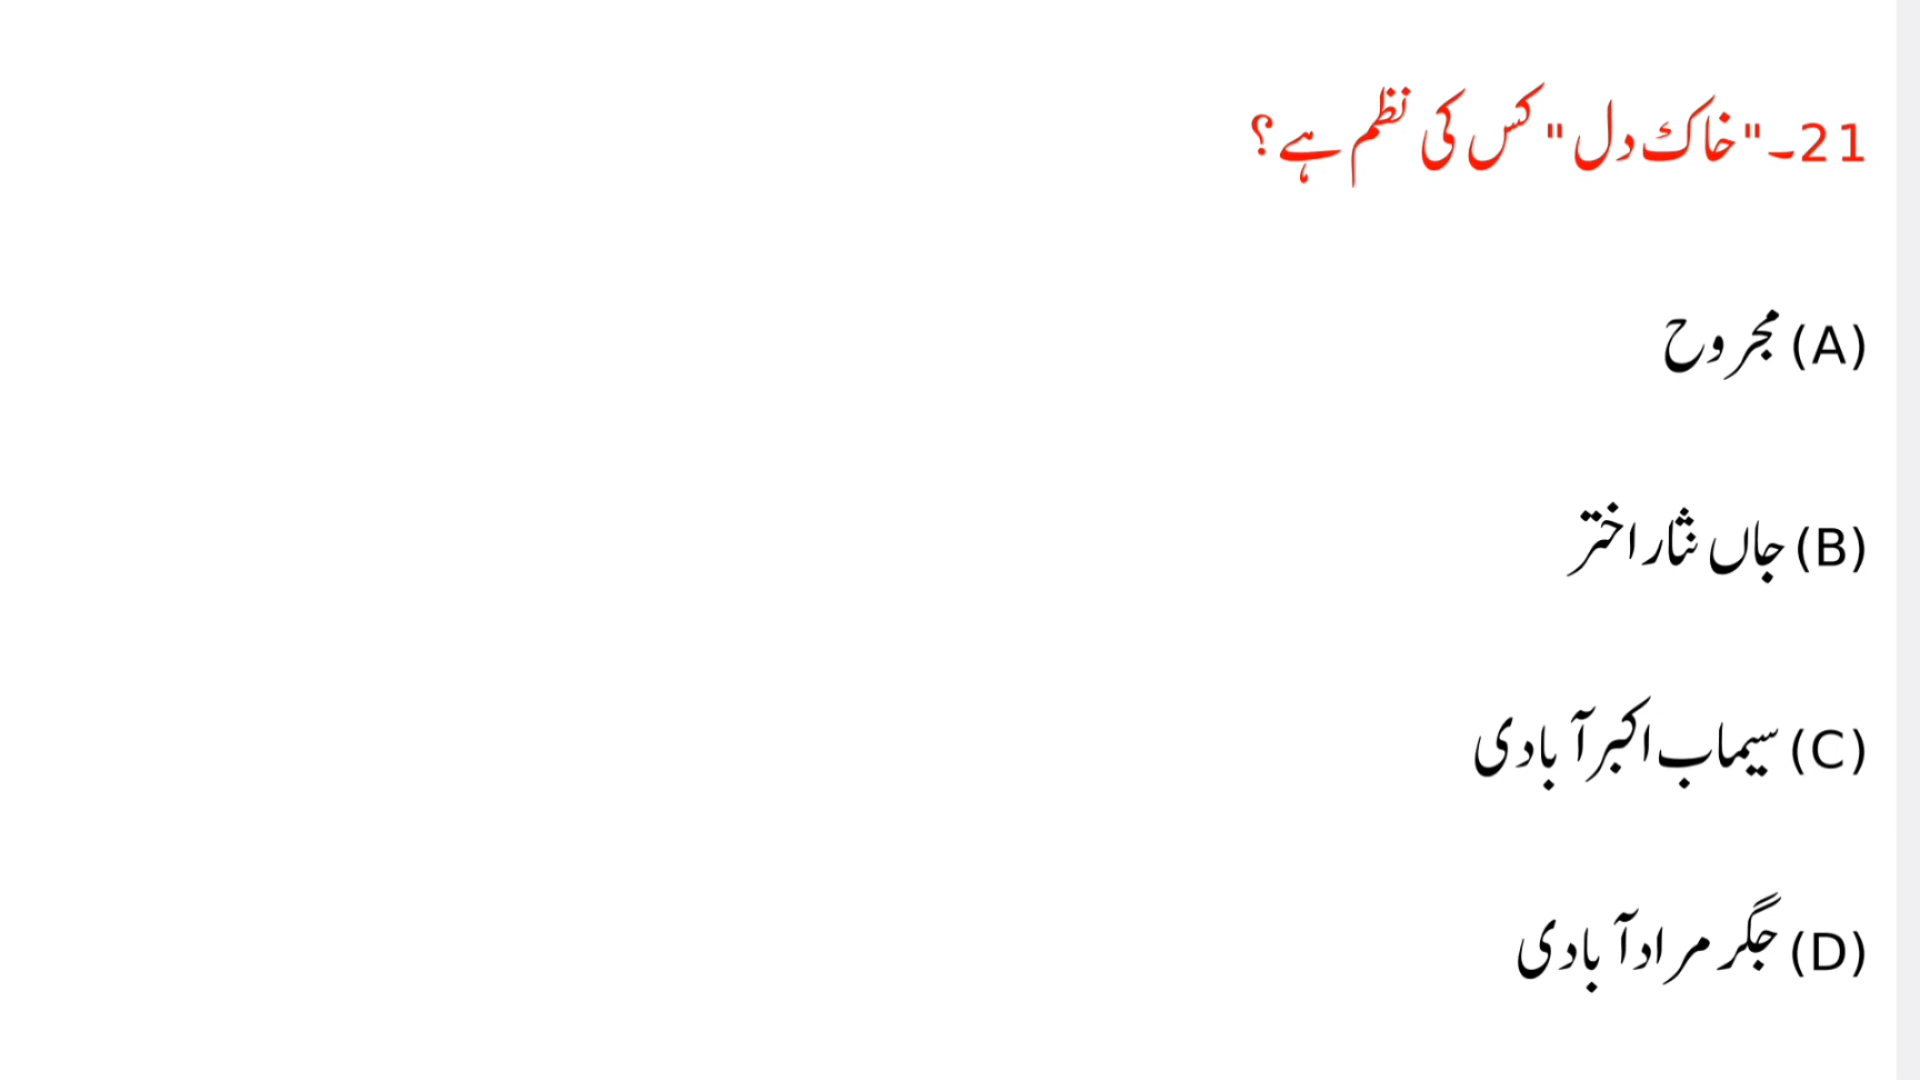 21۔"خاک دل" کس کی نظم ہے؟
(A) مجروح
(B) جاں نثار اختر
(C) سیماب اکبر آبادی
(D) جگر مراد آبادی